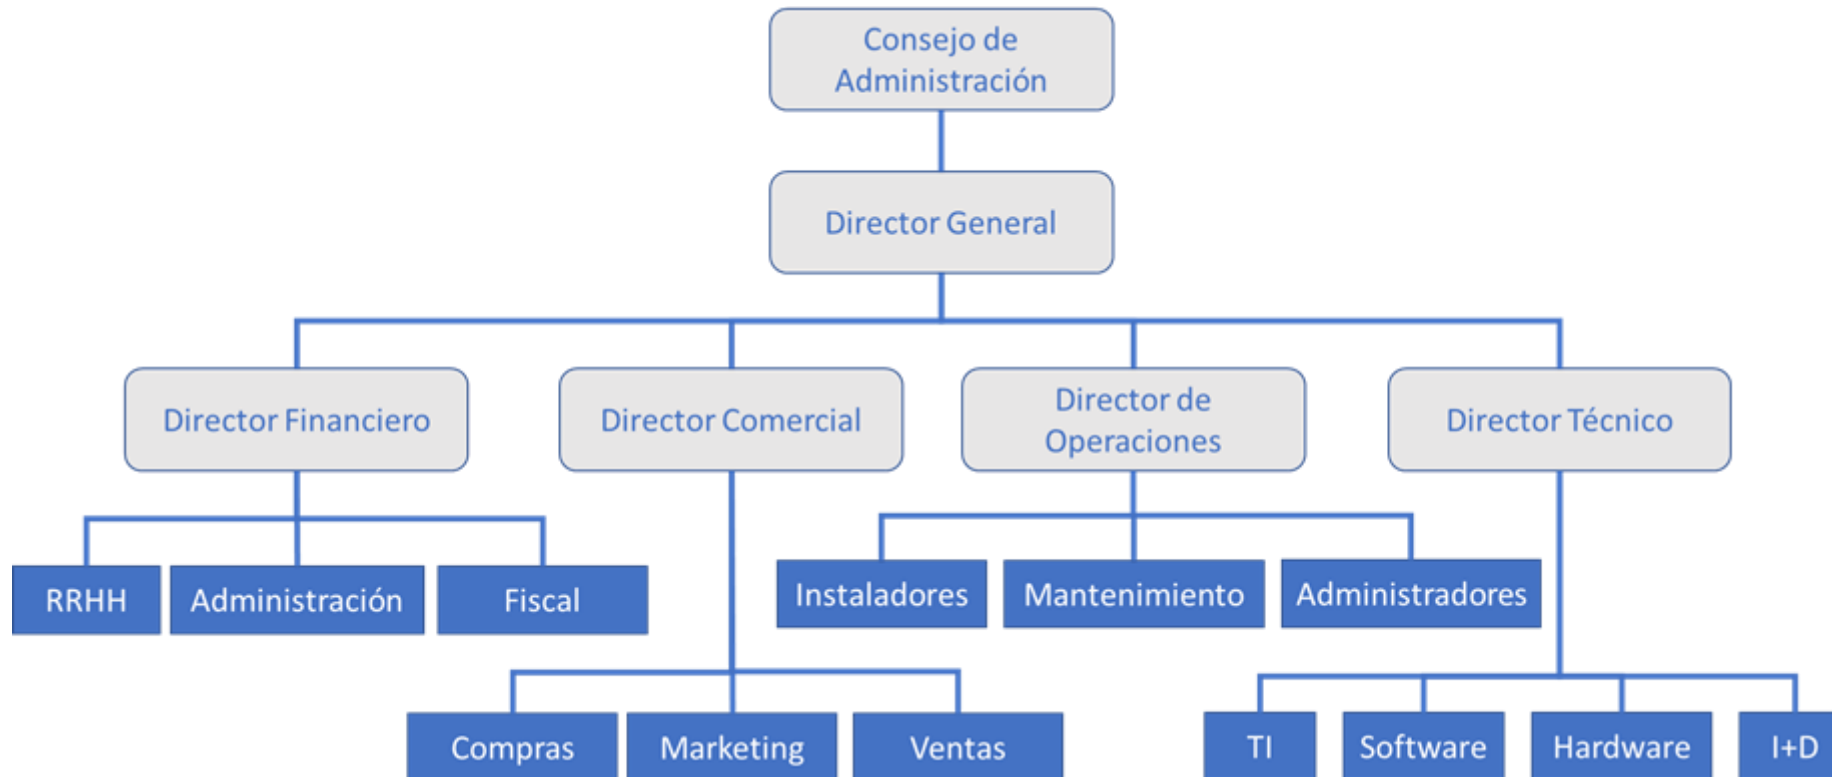 Consejo de
Administración
Director General
Director Financiero
Director Comercial
Director de
Operaciones
Director Técnico
RRHH
Administración
Fiscal
Instaladores
Mantenimiento
Administradores
Compras
Marketing
Ventas
TI
Software
Hardware
I+D